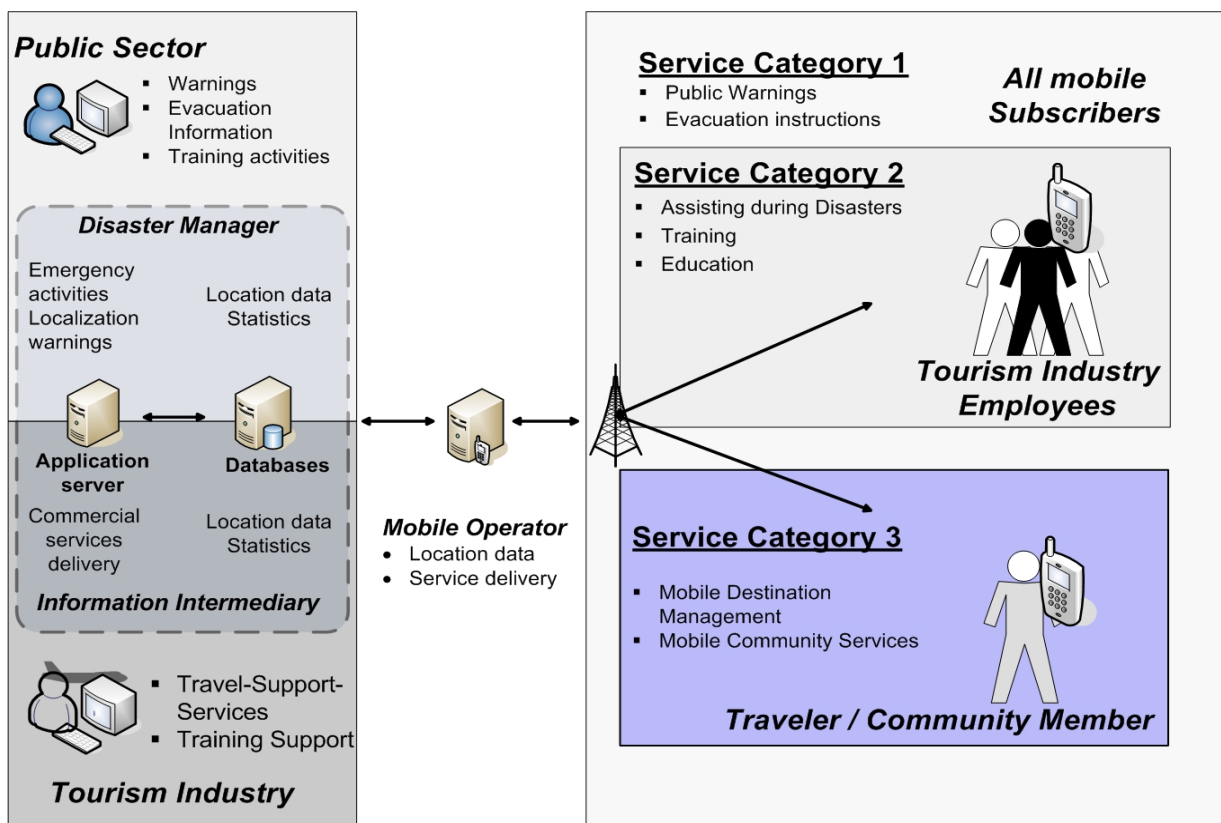 Public Sector
▪ Warnings
▪ Evacuation
Information
▪ Training activities
Disaster Manager
Emergency
activities
Localization
warnings
Location data
Statistics
Application
server
Databases
Commercial
services
delivery
Location data
Statistics
Information Intermediary
▪ Travel-Support-
Services
▪ Training Support
Tourism Industry
Mobile Operator
• Location data
• Service delivery
Service Category 1
▪ Public Warnings
▪ Evacuation instructions
All mobile
Subscribers
Service Category 2
▪ Assisting during Disasters
▪ Training
▪ Education
Tourism Industry
Employees
Service Category 3
▪ Mobile Destination
Management
▪ Mobile Community Services
Traveler / Community Member